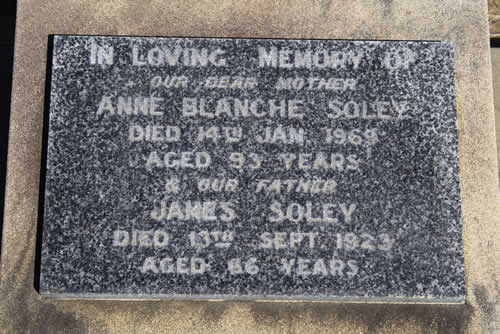 IN LOVING MEMORY OF
OUR DEAR MOTHER
ANNE BLANCHE SOLEY
DIED 14TH JAN. 1969
AGED 93 YEARS
& OUR FATHER
JAMES SOLEY
DIED 13TH SEPT. 1923
AGED 66 YEARS